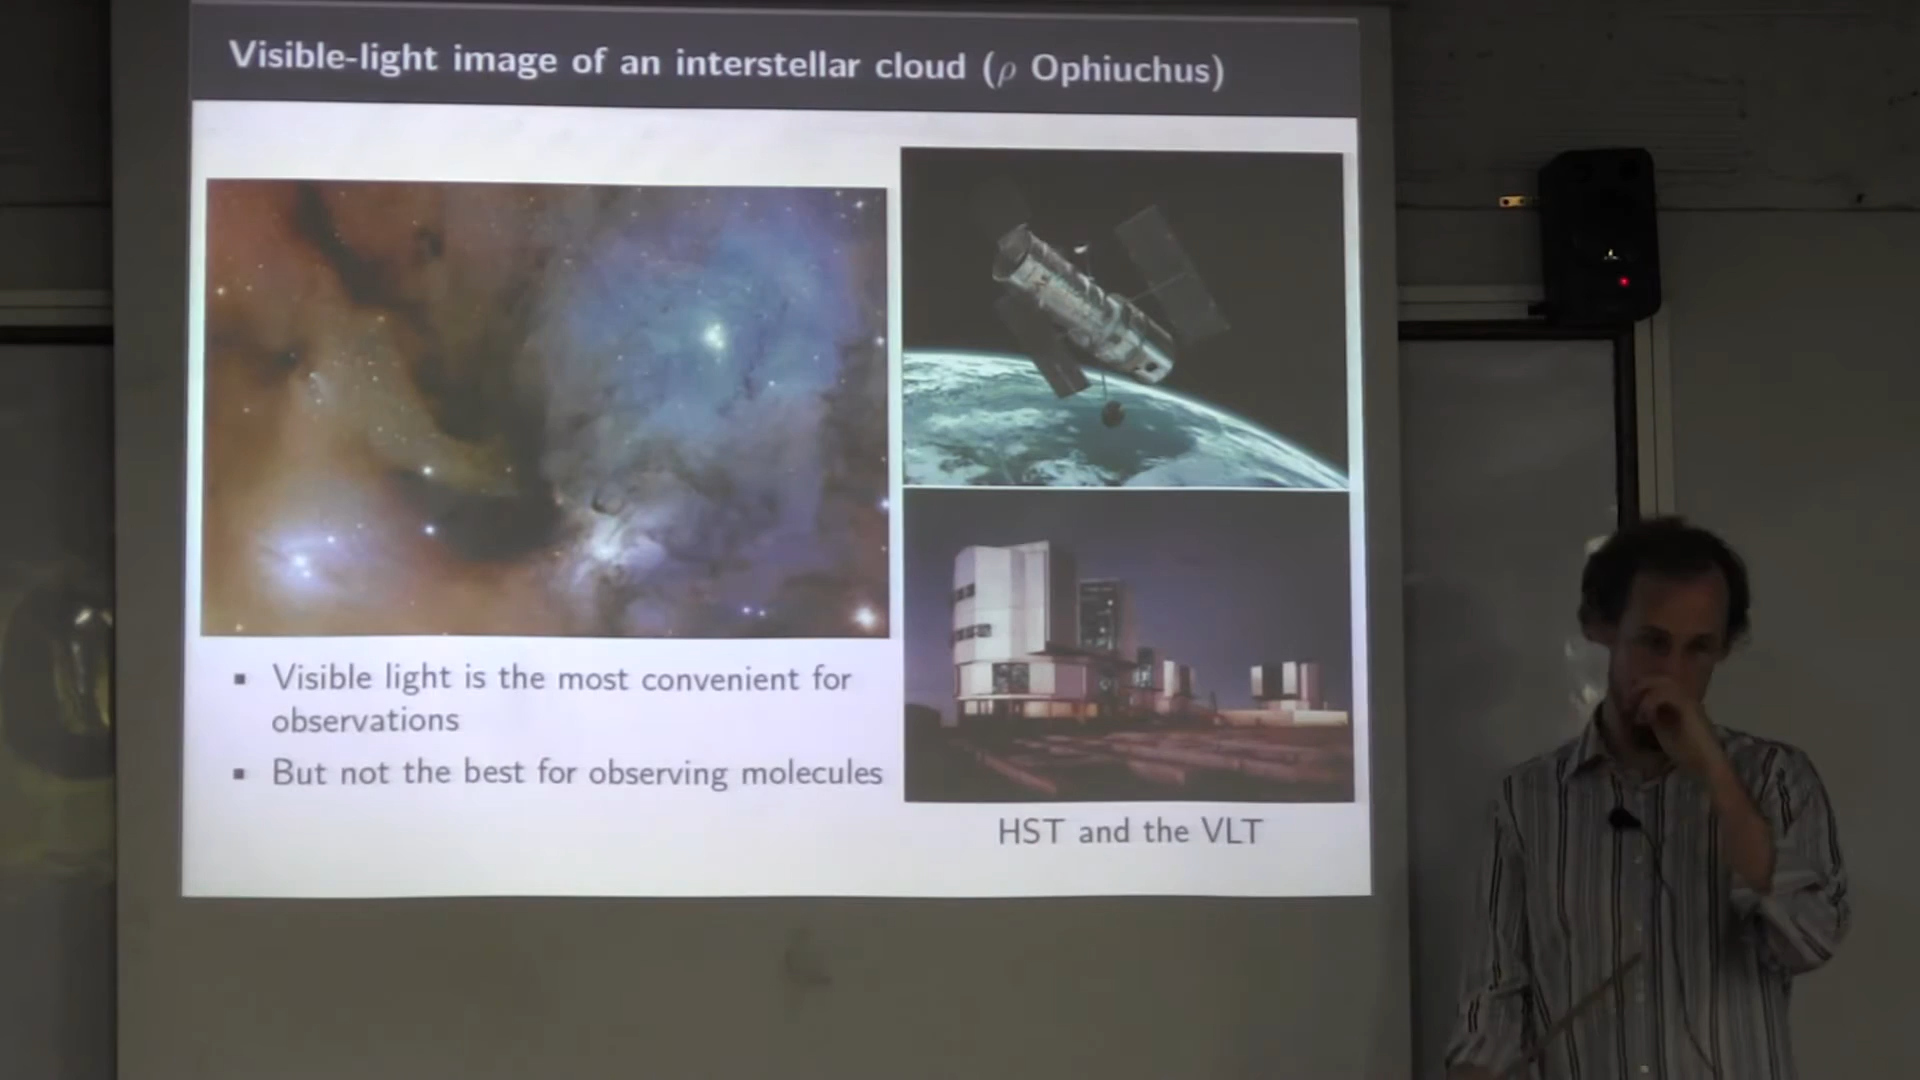 Visible-light image of an interstellar cloud (ρ Ophiuchus)
▪ Visible light is the most convenient for
observations
▪ But not the best for observing molecules
HST and the VLT